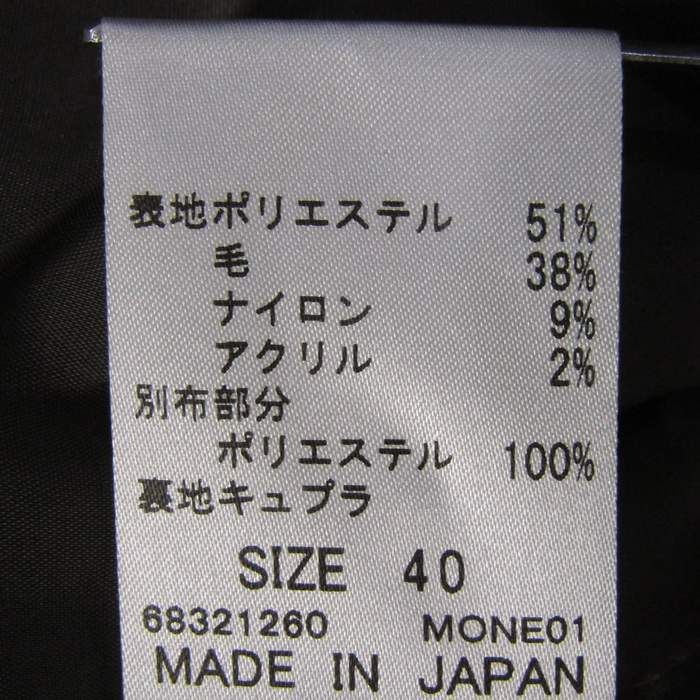 表地ポリエステル 51%
毛 38%
ナイロン 9%
アクリル 2%
別布部分
ポリエステル 100%
裏地キュプラ
SIZE 40
68321260 MONE01
MADE IN JAPAN